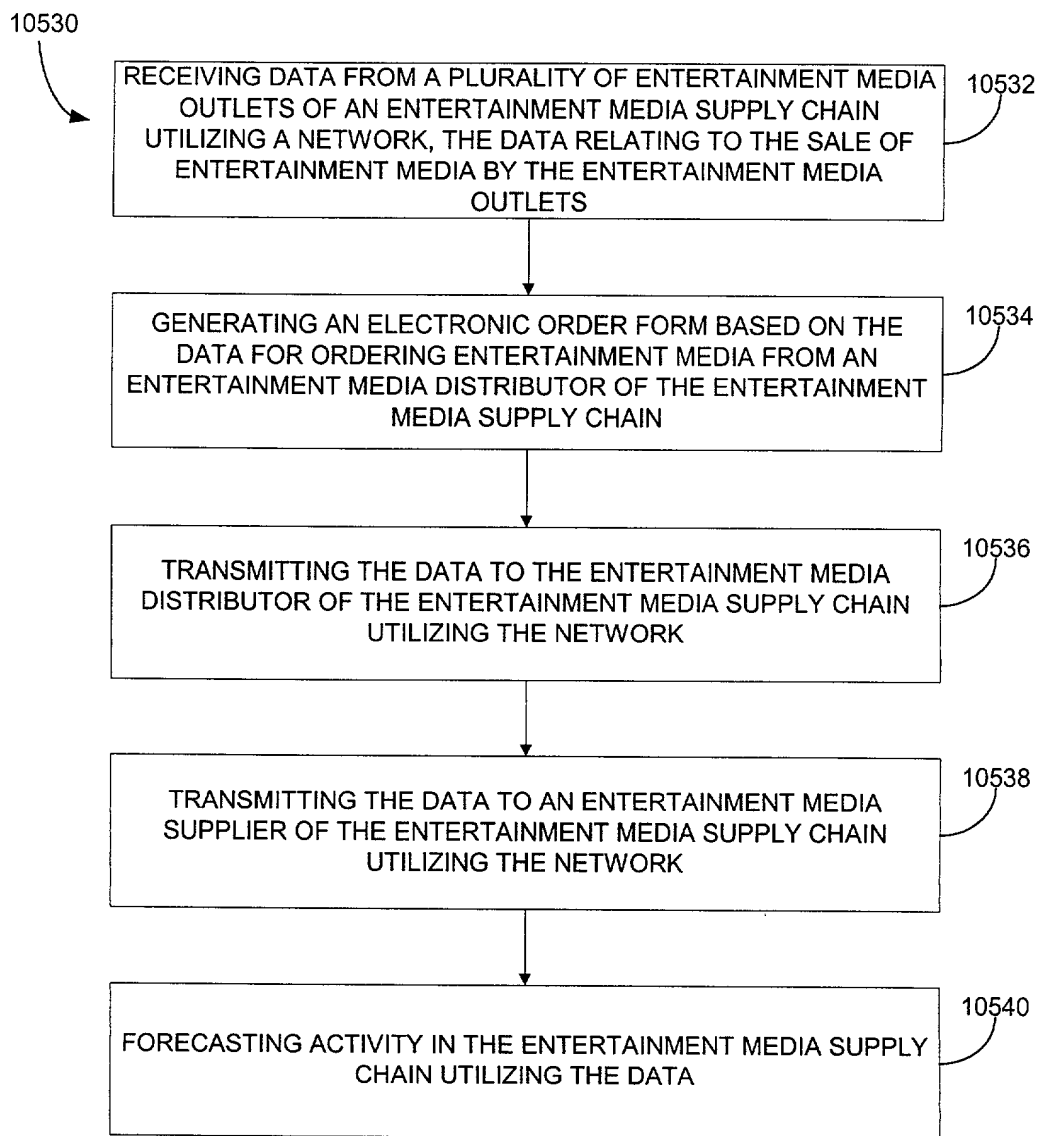 10530
RECEIVING DATA FROM A PLURALITY OF ENTERTAINMENT MEDIA
OUTLETS OF AN ENTERTAINMENT MEDIA SUPPLY CHAIN
UTILIZING A NETWORK, THE DATA RELATING TO THE SALE OF
ENTERTAINMENT MEDIA BY THE ENTERTAINMENT MEDIA
OUTLETS
10532
GENERATING AN ELECTRONIC ORDER FORM BASED ON THE
DATA FOR ORDERING ENTERTAINMENT MEDIA FROM AN
ENTERTAINMENT MEDIA DISTRIBUTOR OF THE ENTERTAINMENT
MEDIA SUPPLY CHAIN
10534
TRANSMITTING THE DATA TO THE ENTERTAINMENT MEDIA
DISTRIBUTOR OF THE ENTERTAINMENT MEDIA SUPPLY CHAIN
UTILIZING THE NETWORK
10536
TRANSMITTING THE DATA TO AN ENTERTAINMENT MEDIA
SUPPLIER OF THE ENTERTAINMENT MEDIA SUPPLY CHAIN
UTILIZING THE NETWORK
10538
FORECASTING ACTIVITY IN THE ENTERTAINMENT MEDIA SUPPLY
CHAIN UTILIZING THE DATA
10540